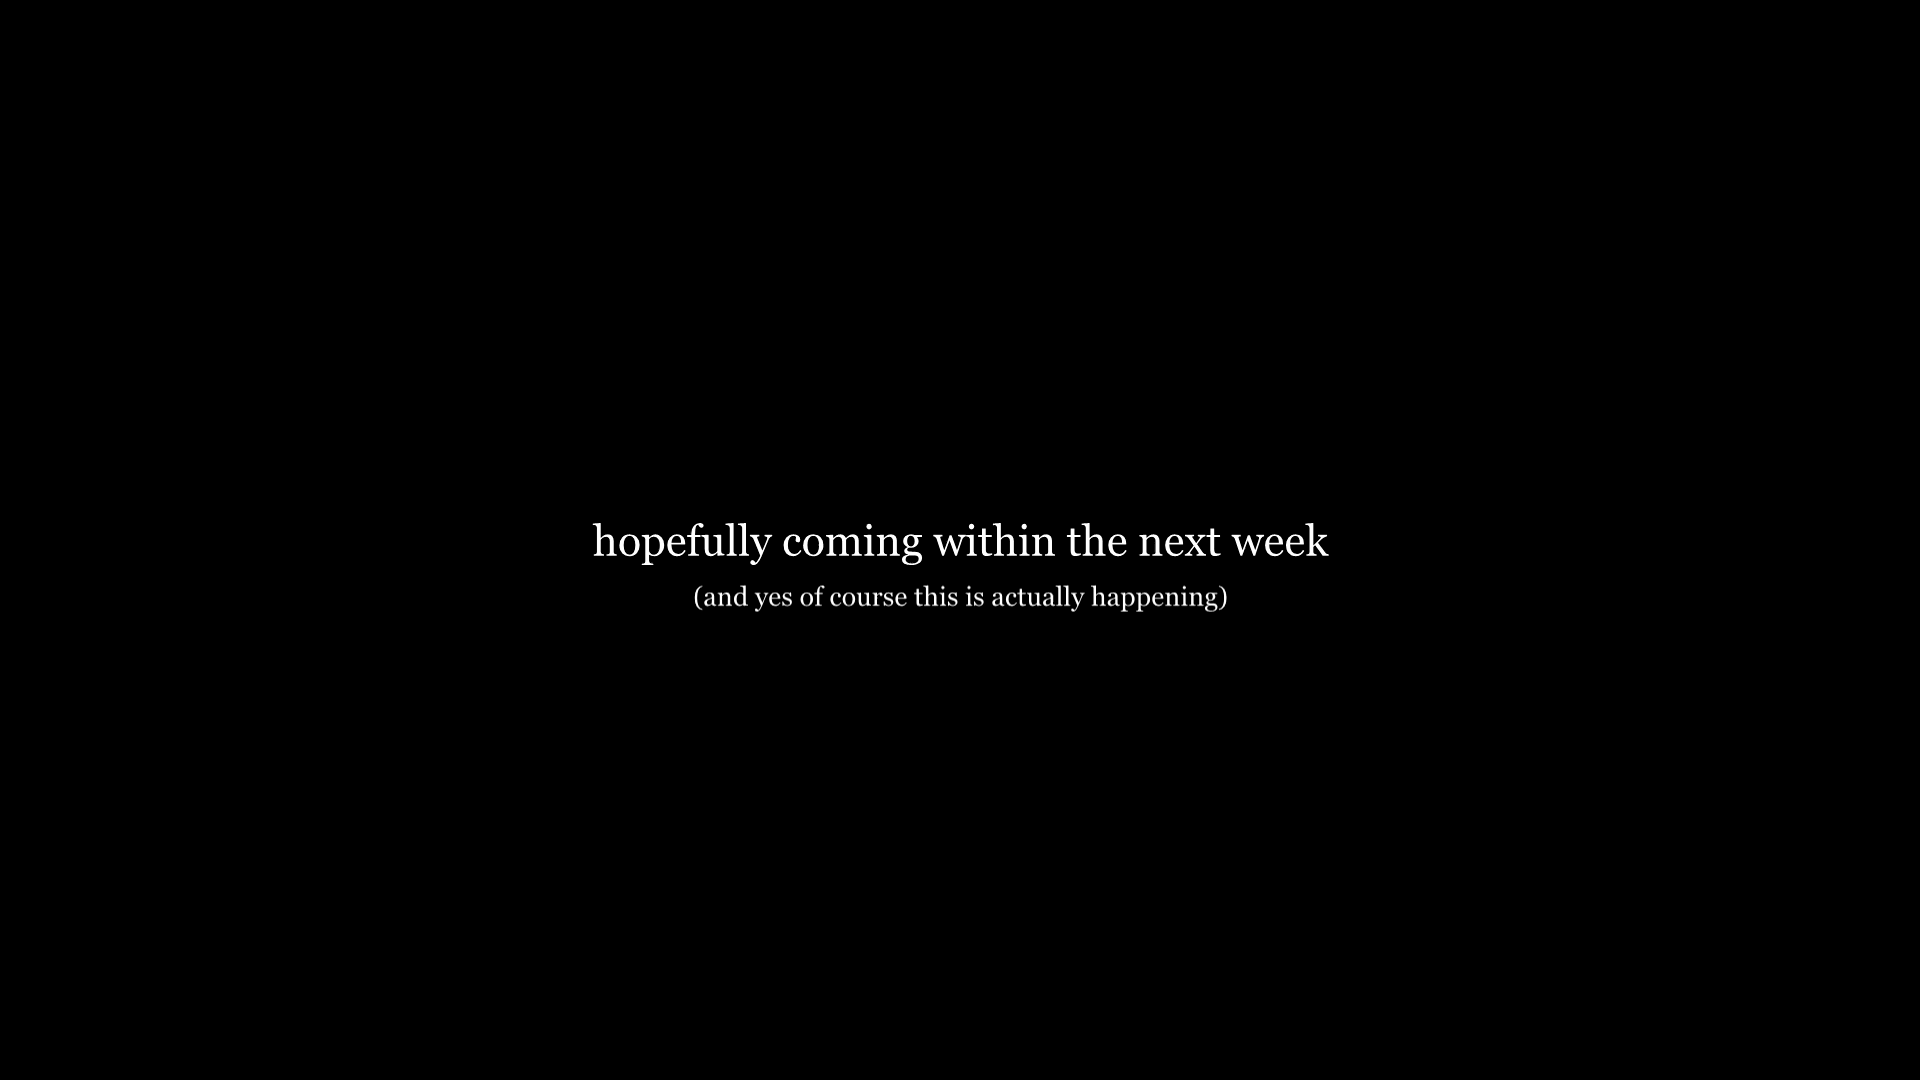 hopefully coming within the next week
(and yes of course this is actually happening)